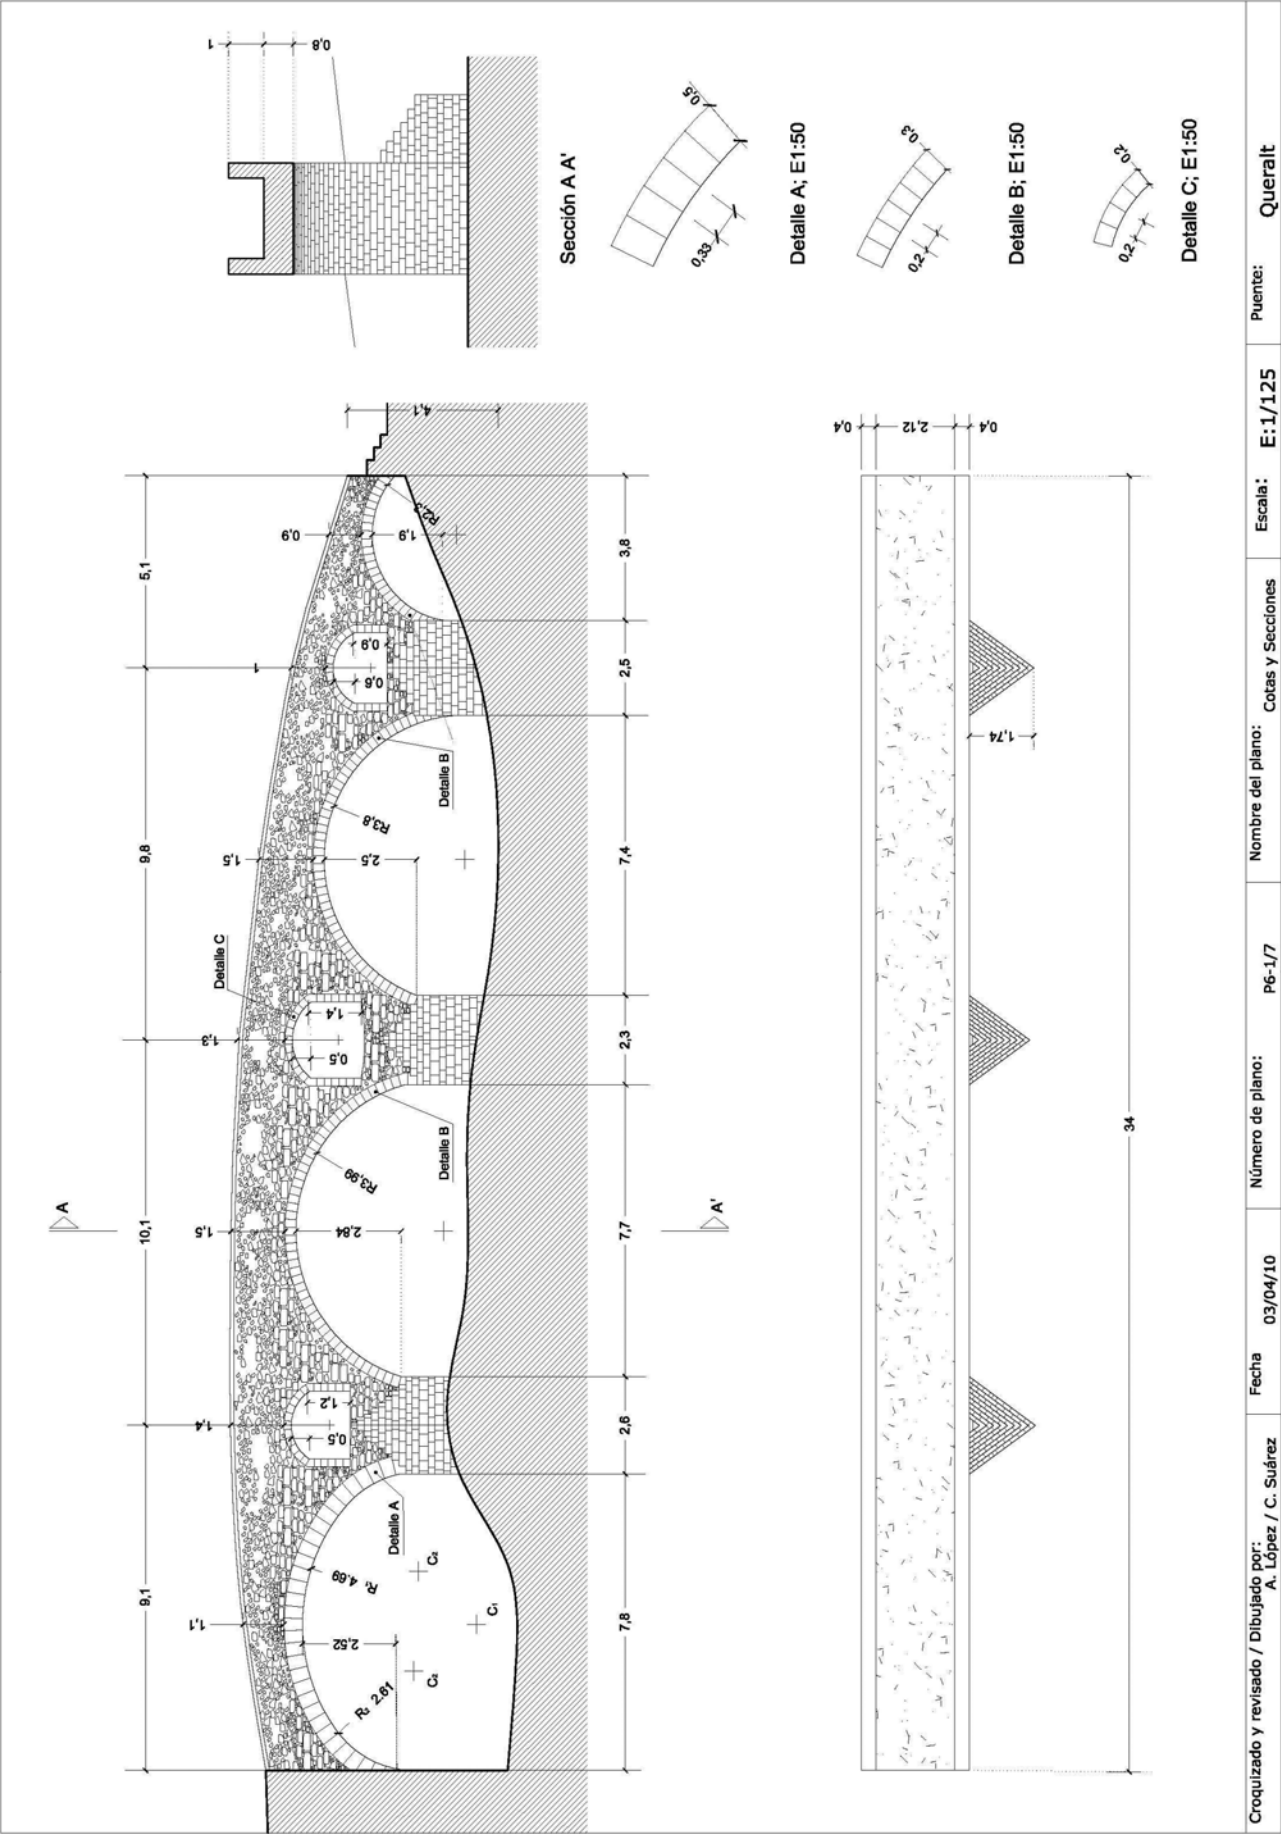 A
5,1
9,8
10,1
9,1
1
0,8
0,9
1
1,5
1,3
1,5
1,4
1,1
Detalle C
4,1
R2,3
1,9
0,9
0,6
R3,8
2,5
Detalle B
1,4
0,5
R3,99
2,84
Detalle B
1,2
0,5
Detalle A
R₁ 4.69
2,52
R₂ 2.61
C₂
C₁
C₂
3,8
2,5
7,4
2,3
7,7
2,6
7,8
A'
Sección A A'
0,5
0,33
Detalle A; E1:50
0,3
0,2
Detalle B; E1:50
0,2
0,2
Detalle C; E1:50
0,4
2,12
0,4
1,74
34
Croquizado y revisado / Dibujado por:
A. López / C. Suárez
Fecha
03/04/10
Número de plano:
P6-1/7
Nombre del plano:
Cotas y Secciones
Escala:
E:1/125
Puente:
Queralt